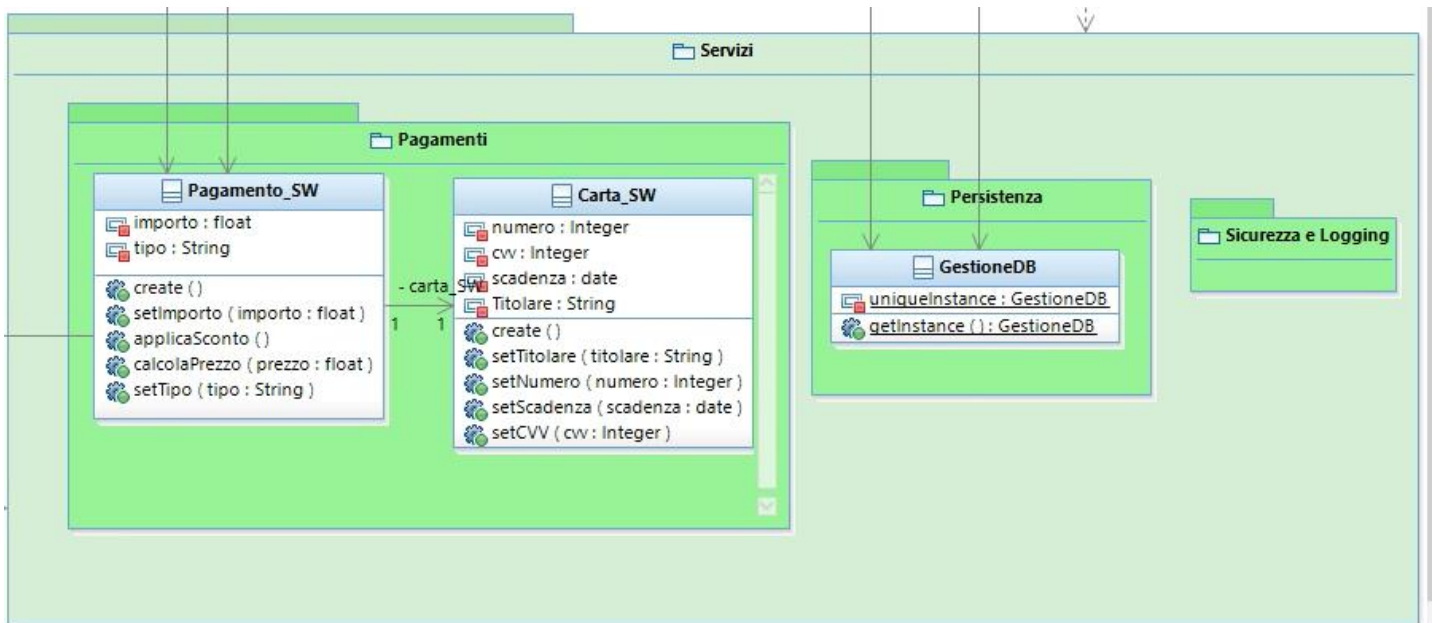 Servizi
Pagamenti
Pagamento_SW
importo : float
tipo : String
create ()
setImporto ( importo : float )
applicaSconto ()
calcolaPrezzo ( prezzo : float )
setTipo ( tipo : String )
- carta_SW
1
1
Carta_SW
numero : Integer
cvv : Integer
scadenza : date
Titolare : String
create ()
setTitolare ( titolare : String )
setNumero ( numero : Integer )
setScadenza ( scadenza : date )
setCVV ( cvv : Integer )
Persistenza
GestioneDB
uniqueInstance : GestioneDB
getInstance () : GestioneDB
Sicurezza e Logging